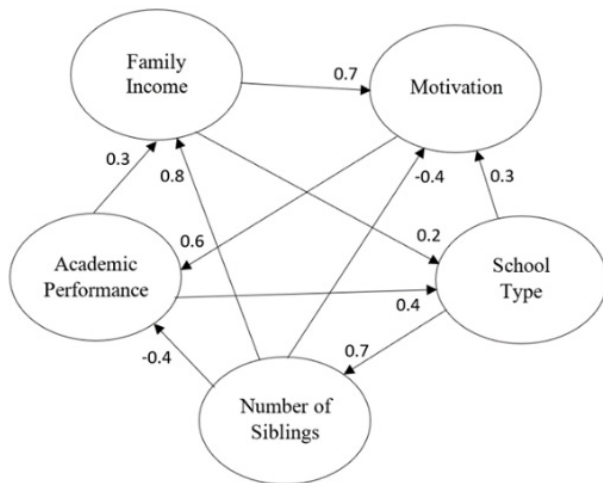 Family
Income
0.7
Motivation
0.3
0.8
-0.4
0.3
0.6
0.2
Academic
Performance
School
Type
0.4
-0.4
0.7
Number of
Siblings